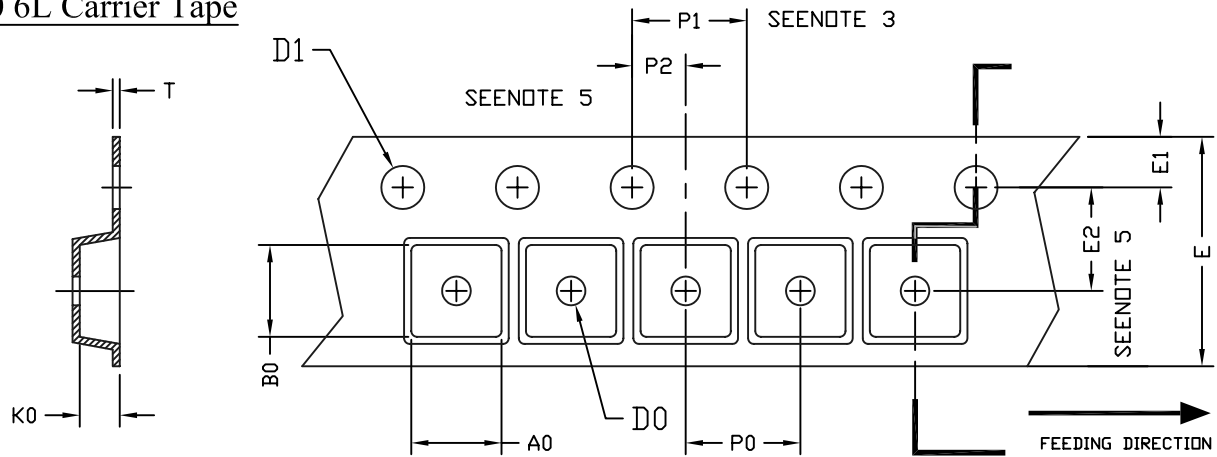 6L Carrier Tape
P1
SEENOTE 3
D1
P2
T
SEENOTE 5
E1
E2
E
SEENOTE 5
B0
K0
A0
D0
P0
FEEDING DIRECTION